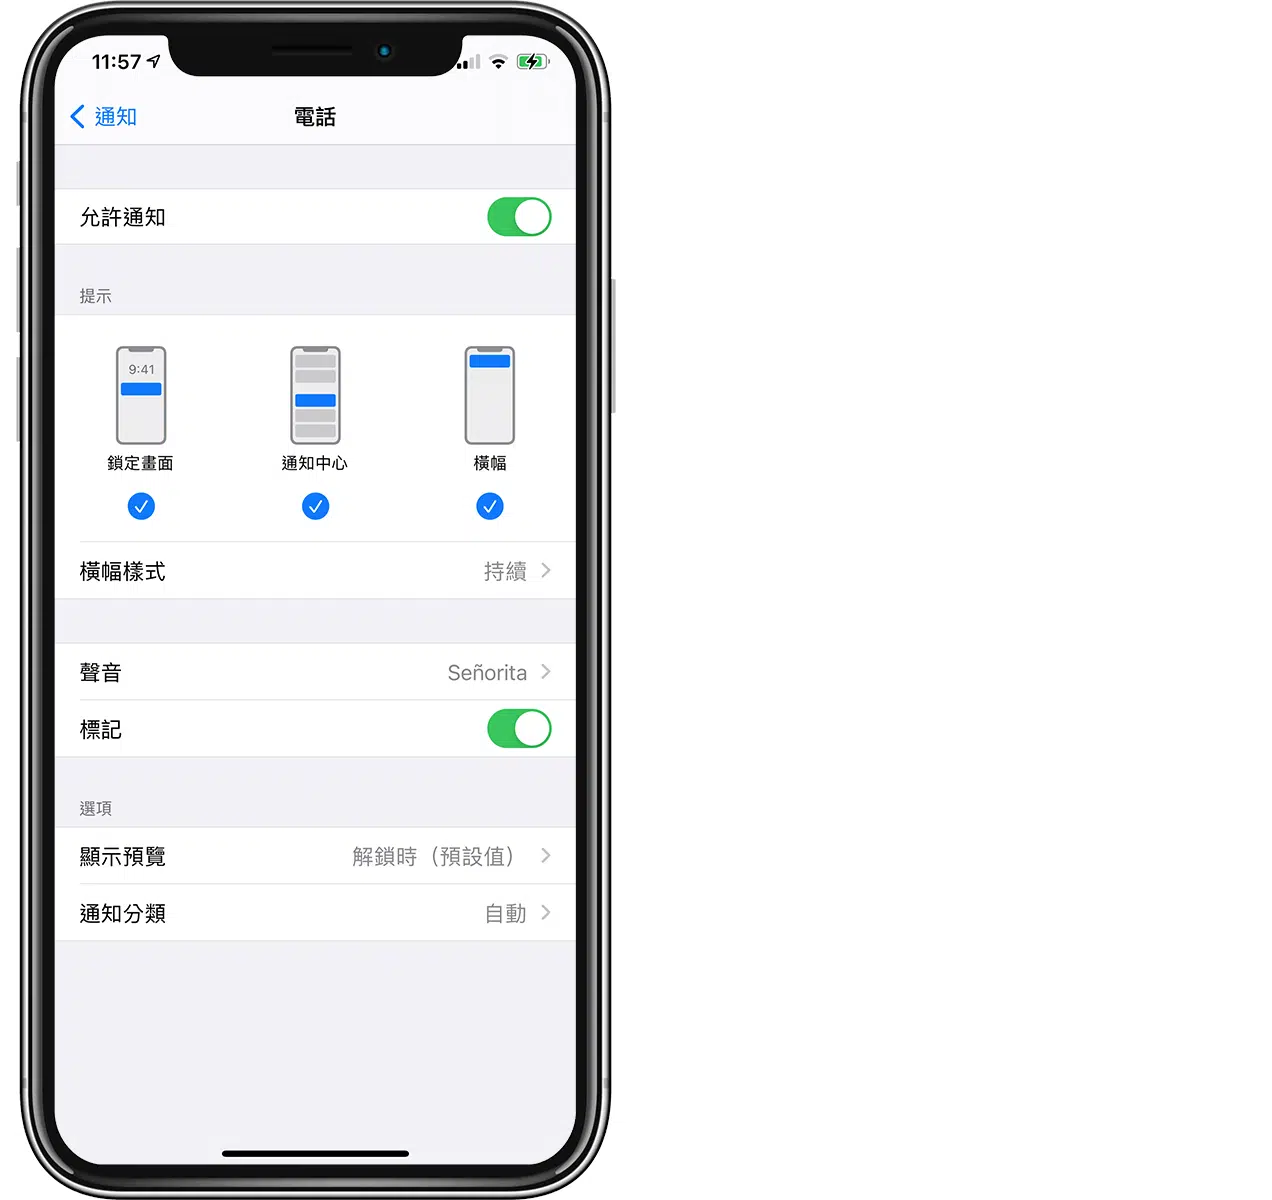 11:57
通知
電話
允許通知
提示
9:41
鎖定畫面
通知中心
橫幅
橫幅樣式
持續
聲音
Señorita
標記
選項
顯示預覽
解鎖時（預設值）
通知分類
自動